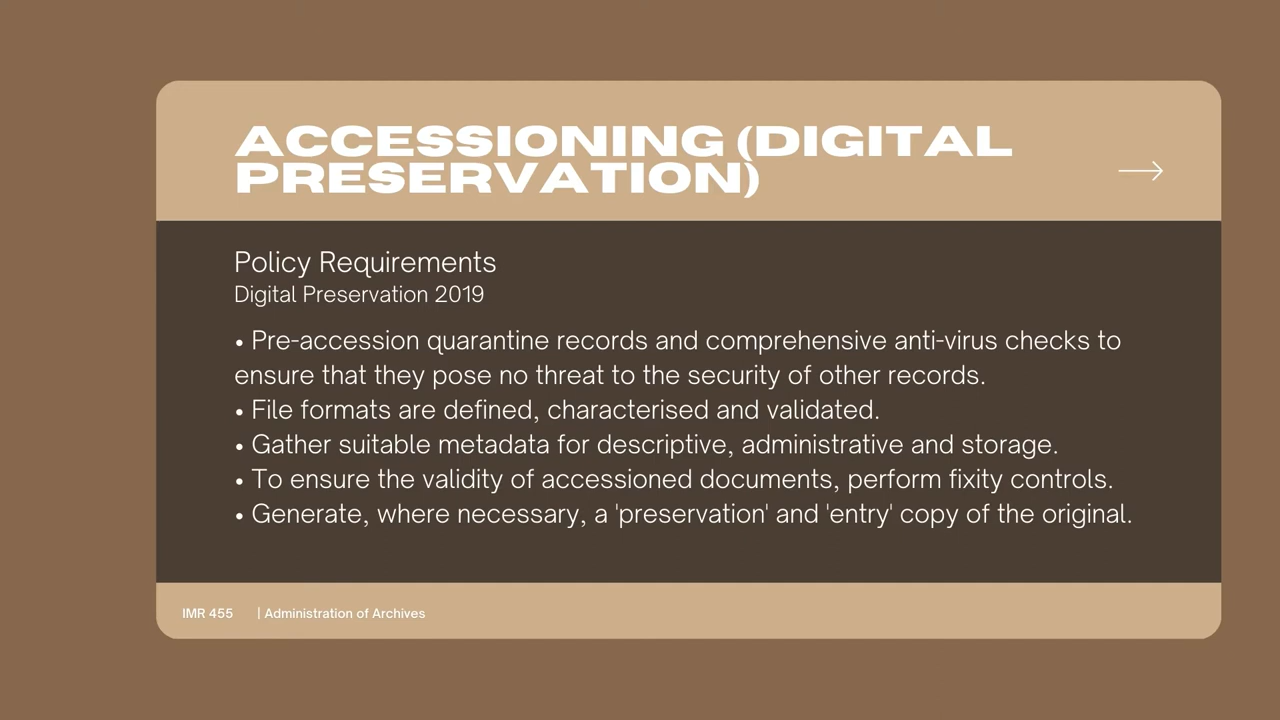 ACCESSIONING (DIGITAL
PRESERVATION)
Policy Requirements
Digital Preservation 2019
• Pre-accession quarantine records and comprehensive anti-virus checks to
ensure that they pose no threat to the security of other records.
• File formats are defined, characterised and validated.
• Gather suitable metadata for descriptive, administrative and storage.
• To ensure the validity of accessioned documents, perform fixity controls.
• Generate, where necessary, a 'preservation' and 'entry' copy of the original.
IMR 455 | Administration of Archives